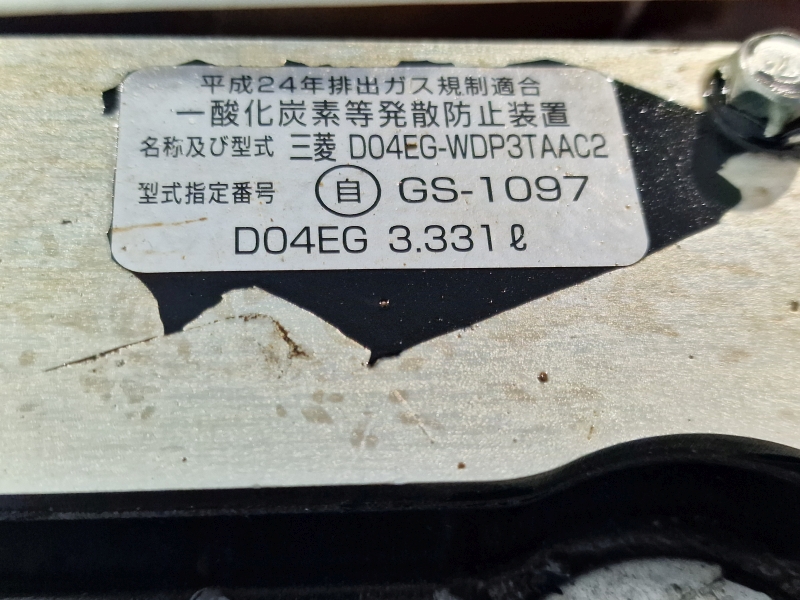 平成24年排出ガス規制適合
一酸化炭素等発散防止装置
名称及び型式 三菱 D04EG-WDP3TAAC2
型式指定番号 自 GS-1097
D04EG 3.331ℓ